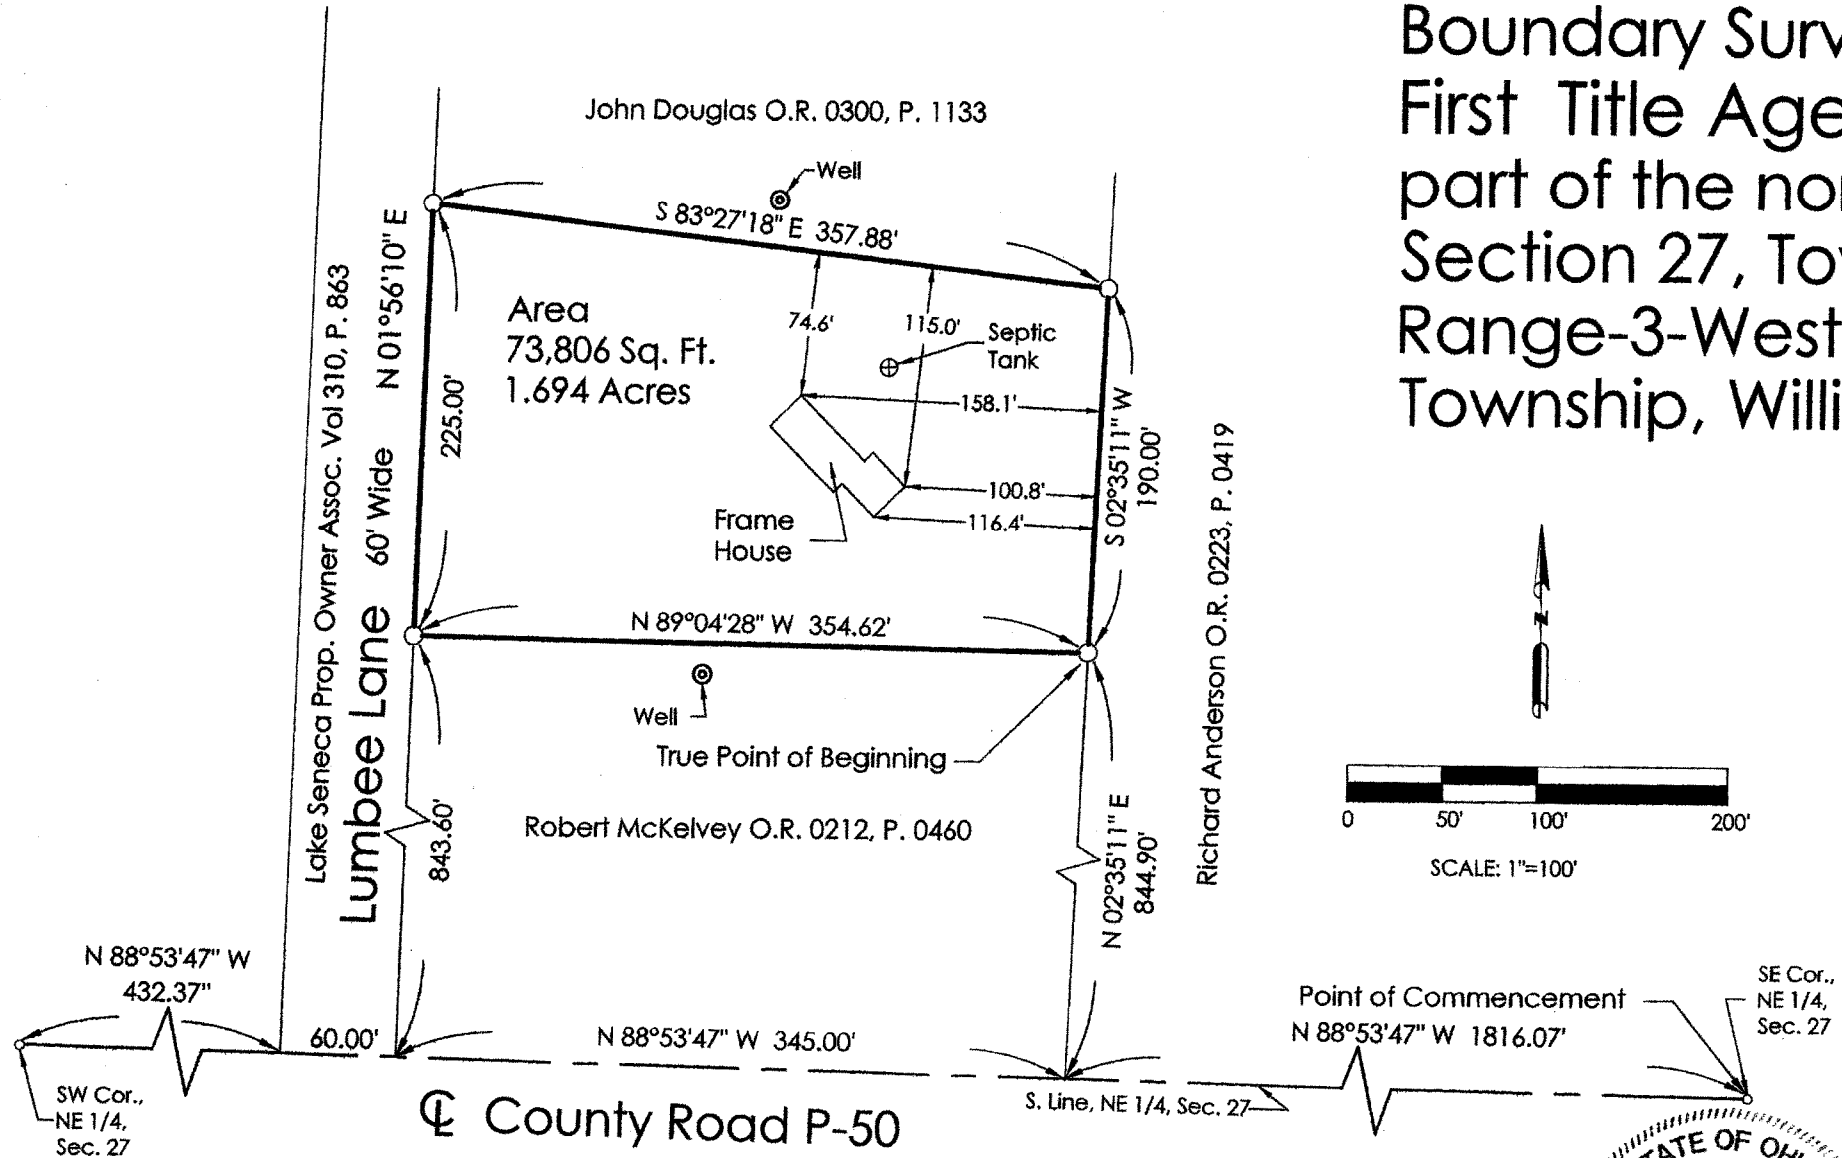 Boundary Surv
First Title Age
part of the nor
Section 27, Tov
Range-3-West
Township, Willi
John Douglas O.R. 0300, P. 1133
Well
S 83°27'18" E 357.88'
Lake Seneca Prop. Owner Assoc. Vol 310, P. 863
Lumbee Lane 60' Wide N 01°56'10" E
225.00'
Area
73,806 Sq. Ft.
1.694 Acres
74.6'
115.0'
Septic
Tank
158.1'
100.8'
116.4'
Frame
House
S 02°35'11" W
190.00'
Richard Anderson O.R. 0223, P. 0419
N 89°04'28" W 354.62'
Well
True Point of Beginning
Robert McKelvey O.R. 0212, P. 0460
843.60'
N 02°35'11" E
844.90'
N
0 50' 100' 200'
SCALE: 1"=100'
N 88°53'47" W
432.37"
60.00'
N 88°53'47" W 345.00'
Point of Commencement
N 88°53'47" W 1816.07'
SE Cor.,
NE 1/4,
Sec. 27
SW Cor.,
NE 1/4,
Sec. 27
℄ County Road P-50
S. Line, NE 1/4, Sec. 27
TATE OF OH